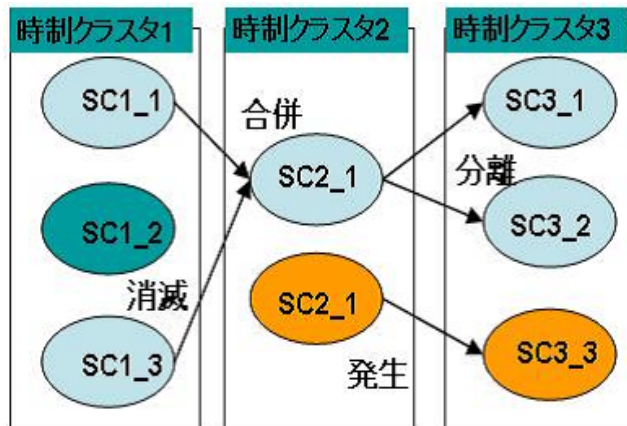 時制クラスタ1
時制クラスタ2
時制クラスタ3
SC1_1
合併
SC3_1
SC2_1
分離
SC1_2
SC3_2
消滅
SC2_1
SC1_3
発生
SC3_3